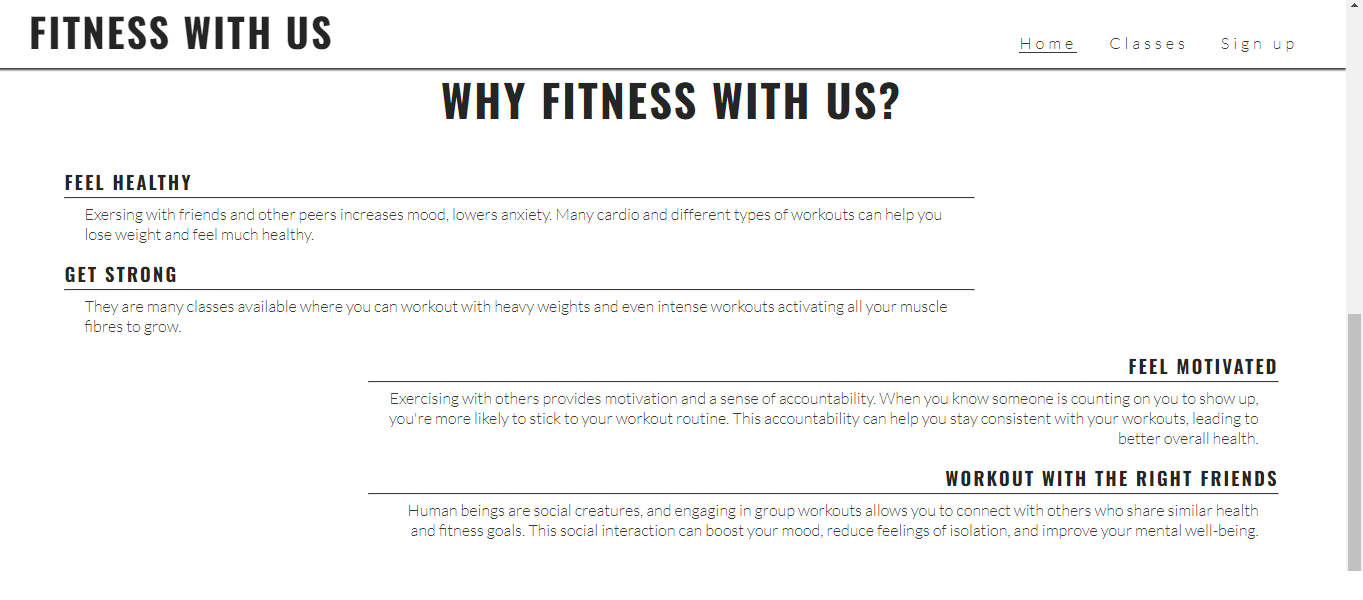 FITNESS WITH US
Home Classes Sign up
WHY FITNESS WITH US?
FEEL HEALTHY
Exersing with friends and other peers increases mood, lowers anxiety. Many cardio and different types of workouts can help you
lose weight and feel much healthy.
GET STRONG
They are many classes available where you can workout with heavy weights and even intense workouts activating all your muscle
fibres to grow.
FEEL MOTIVATED
Exercising with others provides motivation and a sense of accountability. When you know someone is counting on you to show up,
you're more likely to stick to your workout routine. This accountability can help you stay consistent with your workouts, leading to
better overall health.
WORKOUT WITH THE RIGHT FRIENDS
Human beings are social creatures, and engaging in group workouts allows you to connect with others who share similar health
and fitness goals. This social interaction can boost your mood, reduce feelings of isolation, and improve your mental well-being.